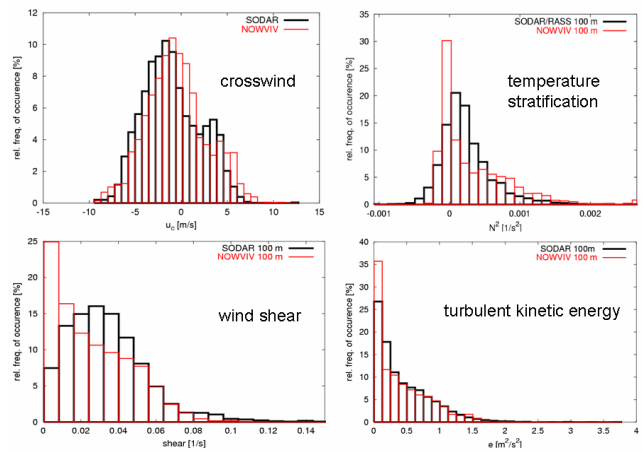 SODAR
NOWVIV
crosswind
rel. freq. of occurence [%]
12
10
8
6
4
2
0
-15
-10
-5
0
5
10
15
u_c [m/s]
SODAR/RASS 100 m
NOWVIV 100 m
temperature
stratification
rel. freq. of occurence [%]
35
30
25
20
15
10
5
0
-0.001
0
0.001
0.002
N² [1/s²]
SODAR 100 m
NOWVIV 100 m
wind shear
rel. freq. of occurence [%]
25
20
15
10
5
0
0
0.02
0.04
0.06
0.08
0.1
0.12
0.14
shear [1/s]
SODAR 100m
NOWVIV 100 m
turbulent kinetic energy
rel. freq. of occurence [%]
40
35
30
25
20
15
10
5
0
0
0.5
1
1.5
2
2.5
3
3.5
4
e [m²/s²]